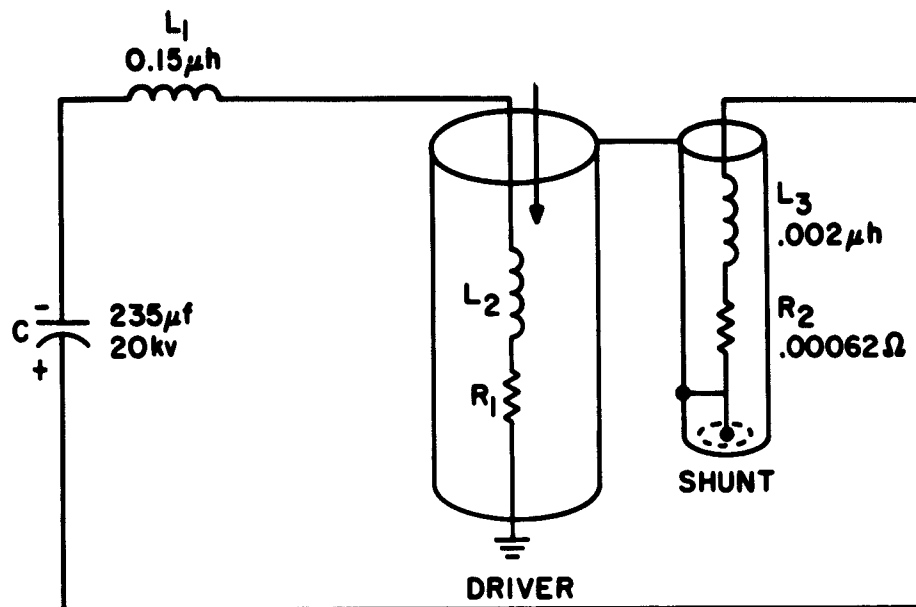 L1
0.15μh
L3
.002μh
L2
R2
.00062Ω
C
-
+
235μf
20kv
R1
SHUNT
DRIVER